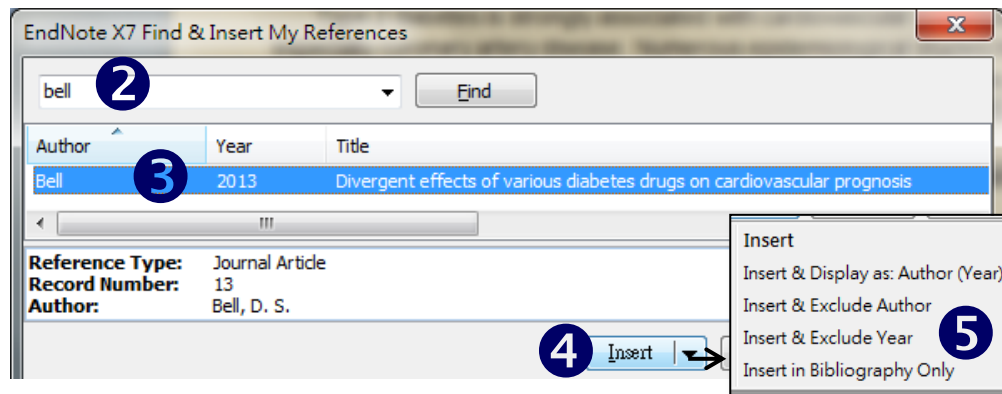 EndNote X7 Find & Insert My References
x
bell
2
Find
Author Year Title
3
Bell 2013 Divergent effects of various diabetes drugs on cardiovascular prognosis
Reference Type: Journal Article
Record Number: 13
Author: Bell, D. S.
4
Insert
Insert
Insert & Display as: Author (Year)
Insert & Exclude Author
Insert & Exclude Year
5
Insert in Bibliography Only